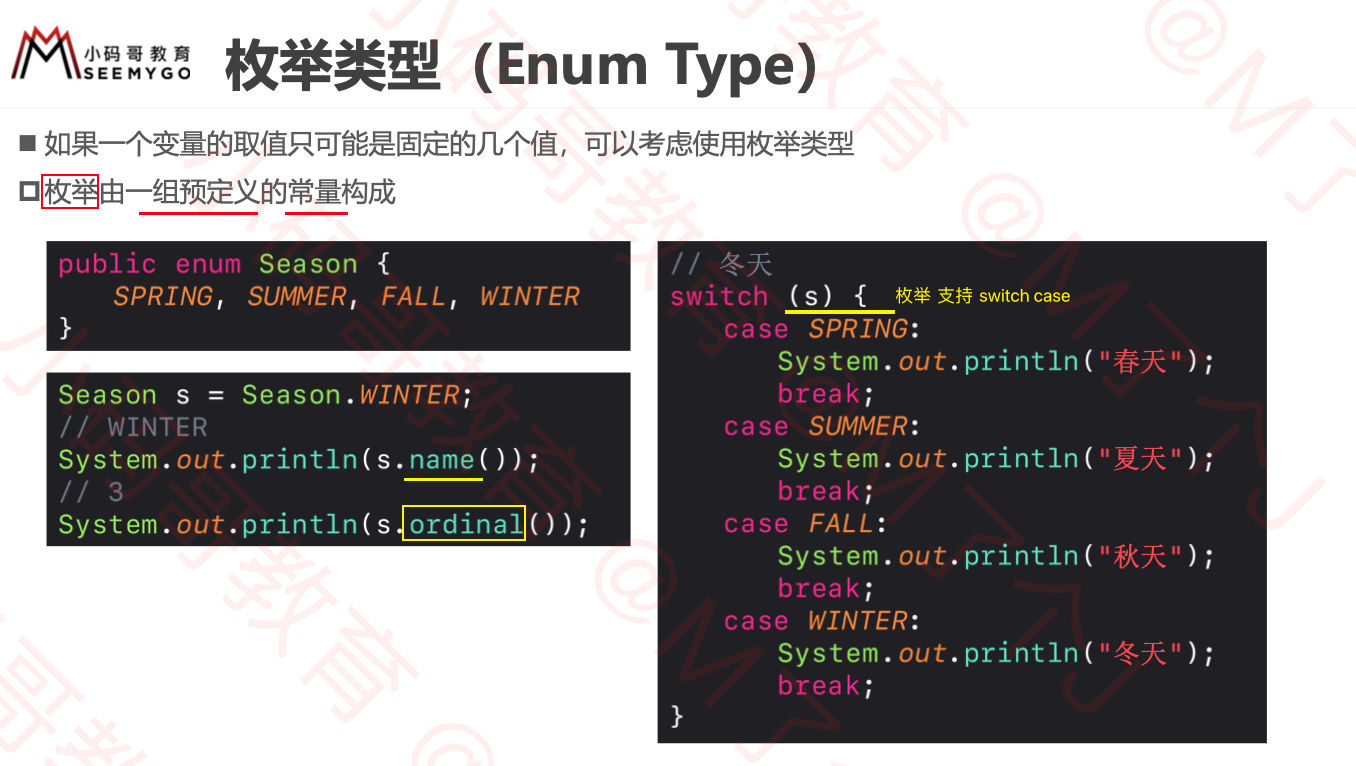 小码哥教育
SEEMYGO
枚举类型（Enum Type）
如果一个变量的取值只可能是固定的几个值，可以考虑使用枚举类型
枚举由一组预定义的常量构成
public enum Season {
SPRING, SUMMER, FALL, WINTER
}
Season s = Season.WINTER;
// WINTER
System.out.println(s.name());
// 3
System.out.println(s.ordinal());
// 冬天
switch (s) {
枚举 支持 switch case
case SPRING:
System.out.println("春天");
break;
case SUMMER:
System.out.println("夏天");
break;
case FALL:
System.out.println("秋天");
break;
case WINTER:
System.out.println("冬天");
break;
}